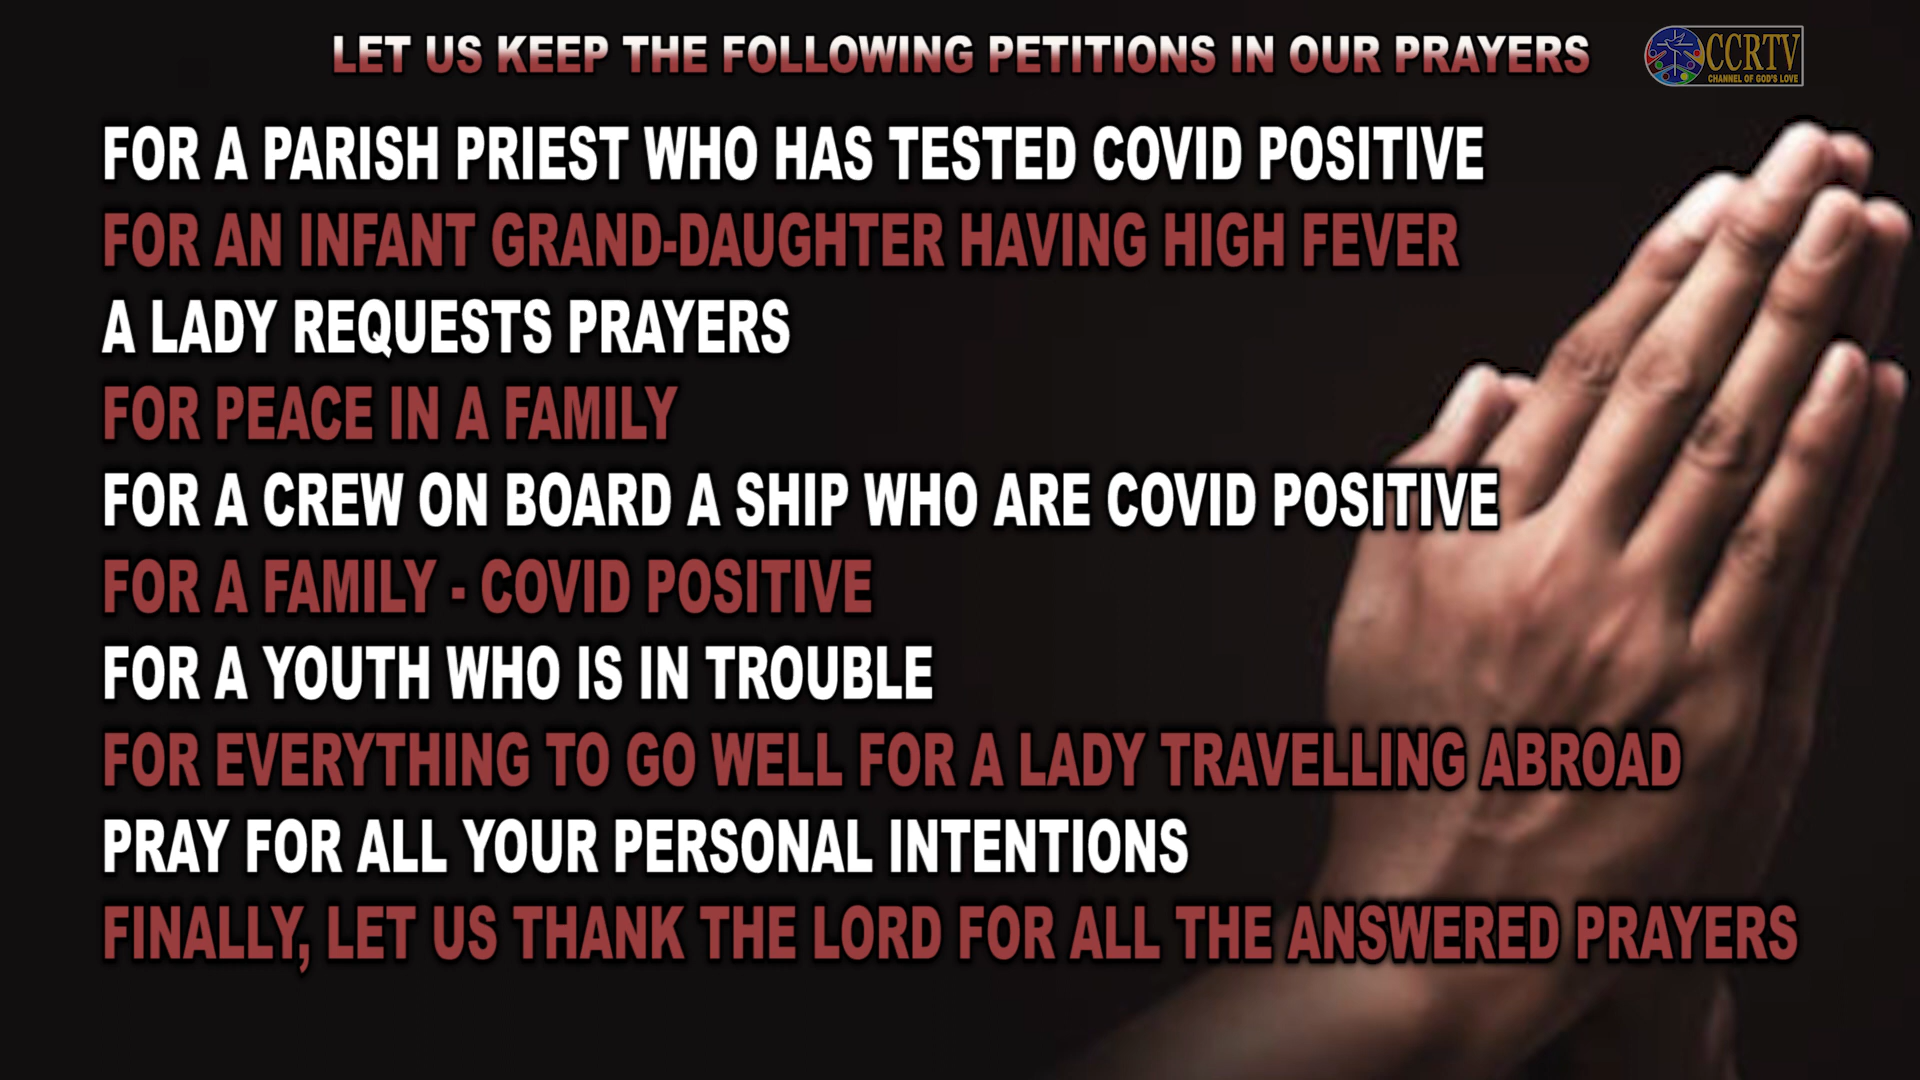 LET US KEEP THE FOLLOWING PETITIONS IN OUR PRAYERS
CCRTV
CHANNEL OF GOD'S LOVE
FOR A PARISH PRIEST WHO HAS TESTED COVID POSITIVE
FOR AN INFANT GRAND-DAUGHTER HAVING HIGH FEVER
A LADY REQUESTS PRAYERS
FOR PEACE IN A FAMILY
FOR A CREW ON BOARD A SHIP WHO ARE COVID POSITIVE
FOR A FAMILY - COVID POSITIVE
FOR A YOUTH WHO IS IN TROUBLE
FOR EVERYTHING TO GO WELL FOR A LADY TRAVELLING ABROAD
PRAY FOR ALL YOUR PERSONAL INTENTIONS
FINALLY, LET US THANK THE LORD FOR ALL THE ANSWERED PRAYERS